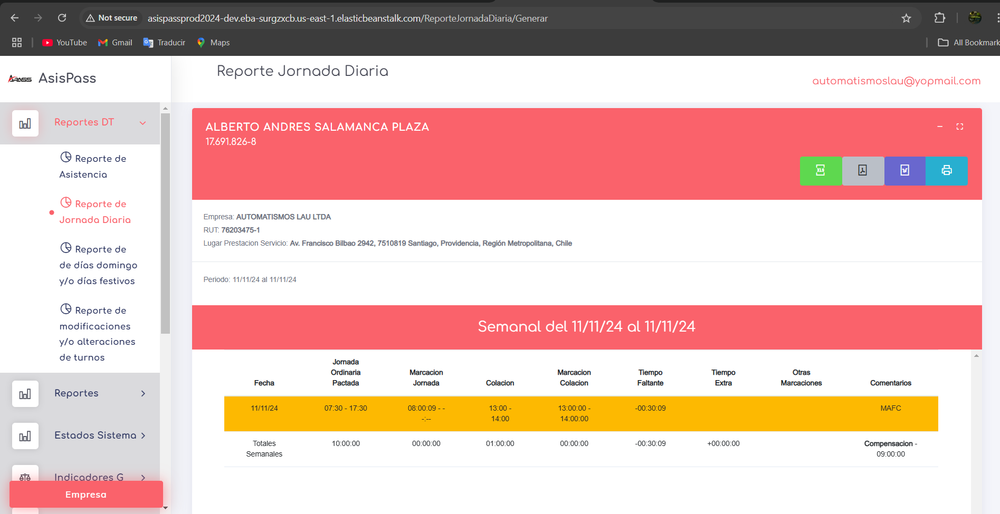 Not secure
asispassprod2024-dev.eba-surgzxcb.us-east-1.elasticbeanstalk.com/ReporteJornadaDiaria/Generar
YouTube
Gmail
Traducir
Maps
All Bookmark
APASS AsisPass
Reporte Jornada Diaria
automatismoslau@yopmail.com
Reportes DT
Reporte de
Asistencia
Reporte de
Jornada Diaria
Reporte de
de días domingo
y/o días festivos
Reporte de
modificaciones
y/o alteraciones
de turnos
Reportes
Estados Sistema
Indicadores G
Empresa
ALBERTO ANDRES SALAMANCA PLAZA
17.691.826-8
XLS
Empresa: AUTOMATISMOS LAU LTDA
RUT: 76203475-1
Lugar Prestacion Servicio: Av. Francisco Bilbao 2942, 7510819 Santiago, Providencia, Región Metropolitana, Chile
Periodo: 11/11/24 al 11/11/24
Semanal del 11/11/24 al 11/11/24
Fecha
Jornada
Ordinaria
Pactada
Marcacion
Jornada
Colacion
Marcacion
Colacion
Tiempo
Faltante
Tiempo
Extra
Otras
Marcaciones
Comentarios
11/11/24
07:30 - 17:30
08:00:09 - -
-:--
13:00 -
14:00
13:00:00 -
14:00:00
-00:30:09
MAFC
Totales
Semanales
10:00:00
00:00:00
01:00:00
00:00:00
-00:30:09
+00:00:00
Compensacion -
09:00:00